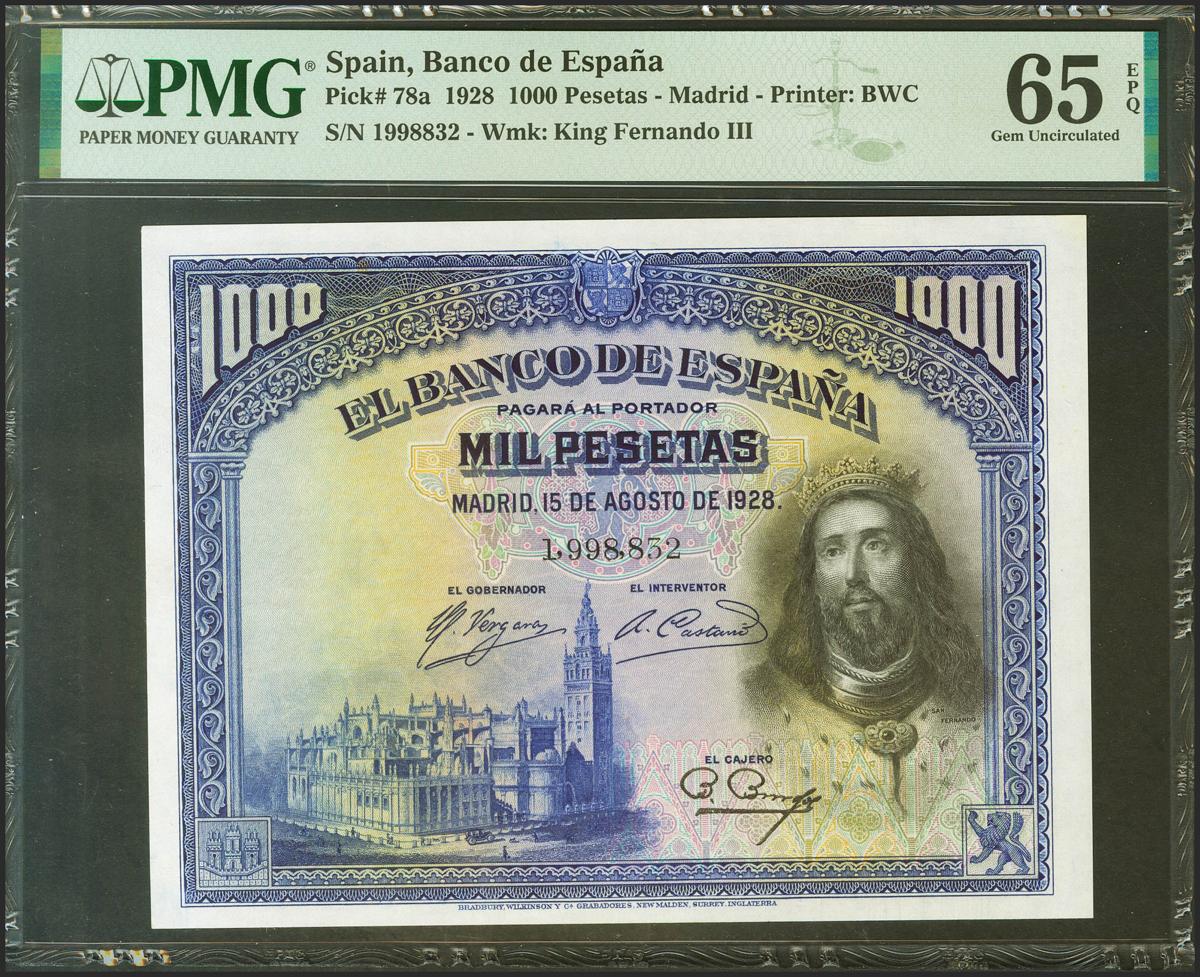 PMG®
PAPER MONEY GUARANTY
Spain, Banco de España
Pick# 78a 1928 1000 Pesetas - Madrid - Printer: BWC
S/N 1998832 - Wmk: King Fernando III
65 EPQ
Gem Uncirculated
1000 1000
EL BANCO DE ESPAÑA
PAGARÁ AL PORTADOR
MIL PESETAS
MADRID, 15 DE AGOSTO DE 1928.
1,998,832
EL GOBERNADOR EL INTERVENTOR
SAN
FERNANDO
EL CAJERO
BRADBURY, WILKINSON Y Cª GRABADORES, NEW MALDEN, SURREY, INGLATERRA